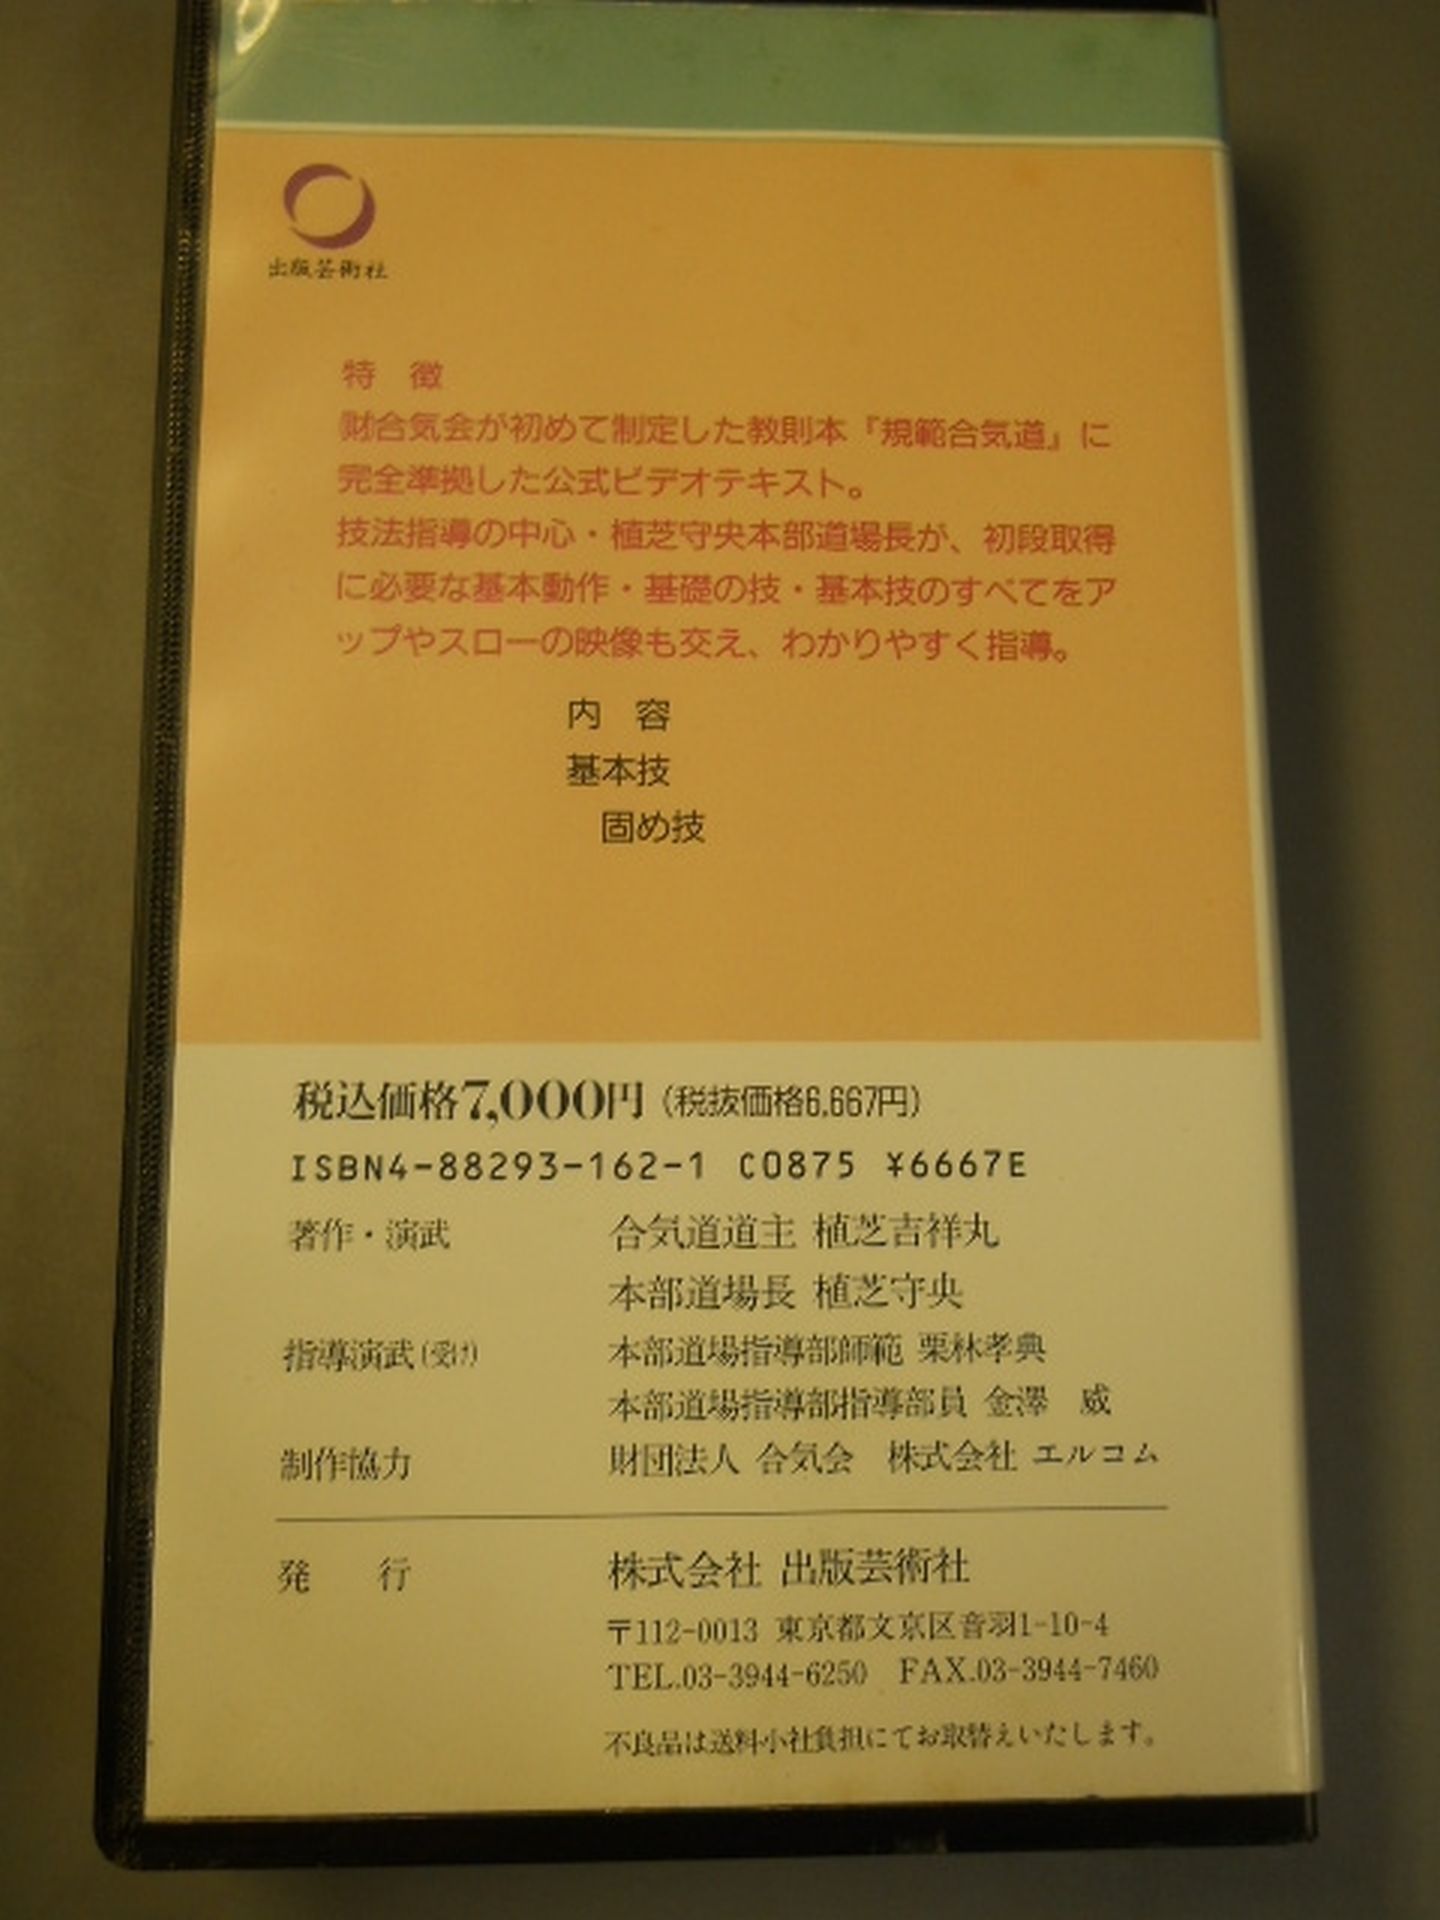 出版芸術社
特 徴
㈶合気会が初めて制定した教則本『規範合気道』に
完全準拠した公式ビデオテキスト。
技法指導の中心・植芝守央本部道場長が、初段取得
に必要な基本動作・基礎の技・基本技のすべてをア
ップやスローの映像も交え、わかりやすく指導。
内 容
基本技
固め技
税込価格7,000円（税抜価格6,667円）
ISBN4-88293-162-1 C0875 ¥6667E
著作・演武 合気道道主 植芝吉祥丸
本部道場長 植芝守央
指導演武(受け) 本部道場指導部師範 栗林孝典
本部道場指導部指導部員 金澤 威
制作協力 財団法人 合気会 株式会社 エルコム
発 行 株式会社 出版芸術社
〒112-0013 東京都文京区音羽1-10-4
TEL.03-3944-6250 FAX.03-3944-7460
不良品は送料小社負担にてお取替えいたします。